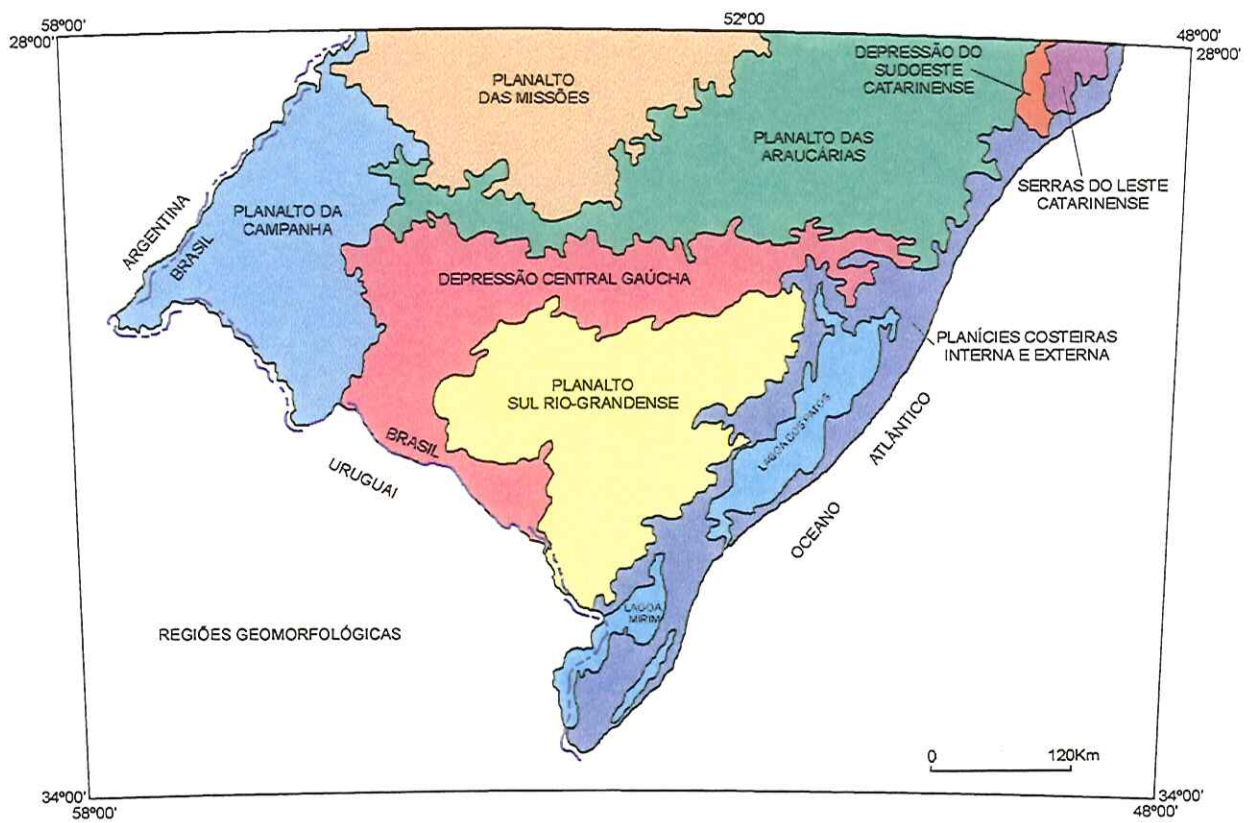 58°00'
52°00
48°00'
28°00'
28°00'
DEPRESSÃO DO
SUDOESTE
CATARINENSE
PLANALTO
DAS MISSÕES
PLANALTO DAS
ARAUCÁRIAS
SERRAS DO LESTE
CATARINENSE
ARGENTINA
BRASIL
PLANALTO DA
CAMPANHA
DEPRESSÃO CENTRAL GAÚCHA
PLANÍCIES COSTEIRAS
INTERNA E EXTERNA
PLANALTO
SUL RIO-GRANDENSE
LAGOA DOS PATOS
ATLÂNTICO
OCEANO
BRASIL
URUGUAI
LAGOA
MIRIM
REGIÕES GEOMORFOLÓGICAS
0 120Km
34°00'
34°00'
58°00'
48°00'